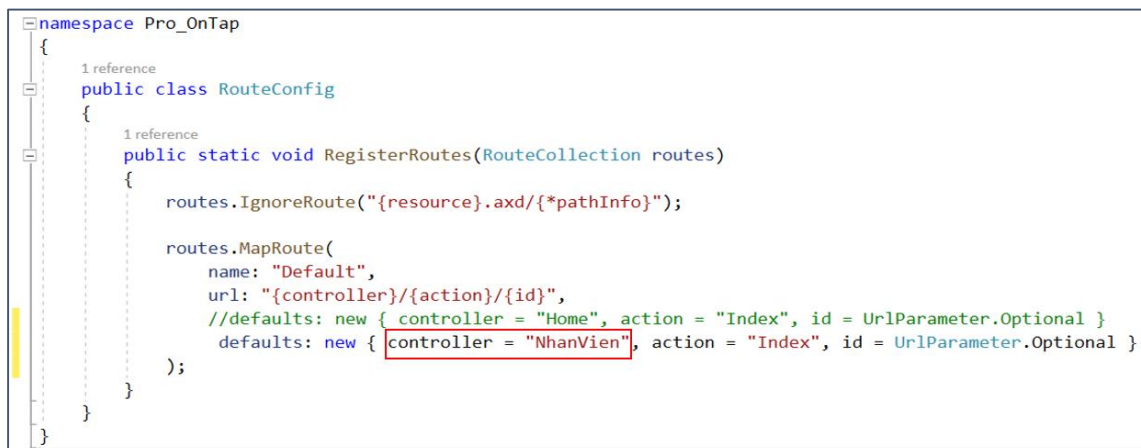 namespace Pro_OnTap
{
1 reference
public class RouteConfig
{
1 reference
public static void RegisterRoutes(RouteCollection routes)
{
routes.IgnoreRoute("{resource}.axd/{*pathInfo}");
routes.MapRoute(
name: "Default",
url: "{controller}/{action}/{id}",
//defaults: new { controller = "Home", action = "Index", id = UrlParameter.Optional }
defaults: new { controller = "NhanVien", action = "Index", id = UrlParameter.Optional }
);
}
}
}